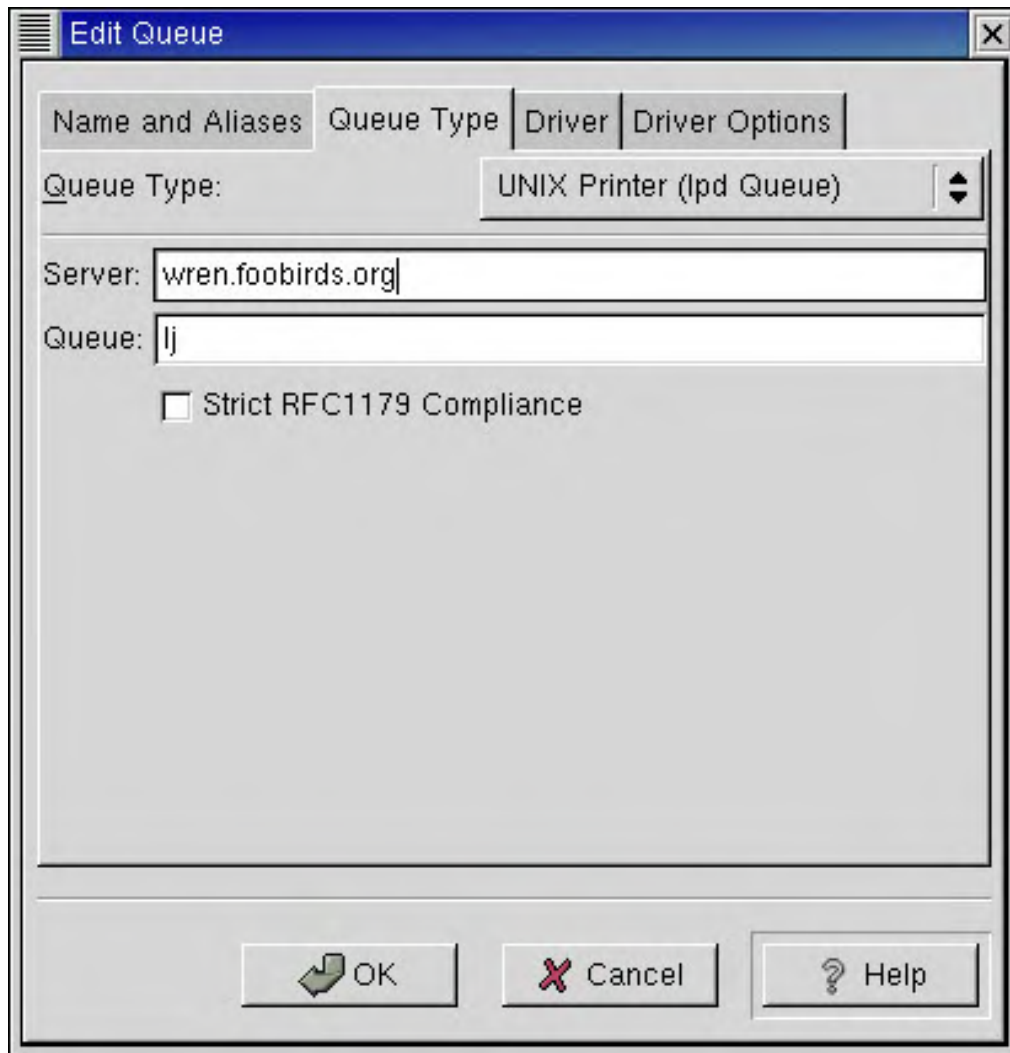 Edit Queue
Name and Aliases Queue Type Driver Driver Options
Queue Type: UNIX Printer (lpd Queue)
Server: wren.foobirds.org
Queue: lj
Strict RFC1179 Compliance
OK Cancel Help